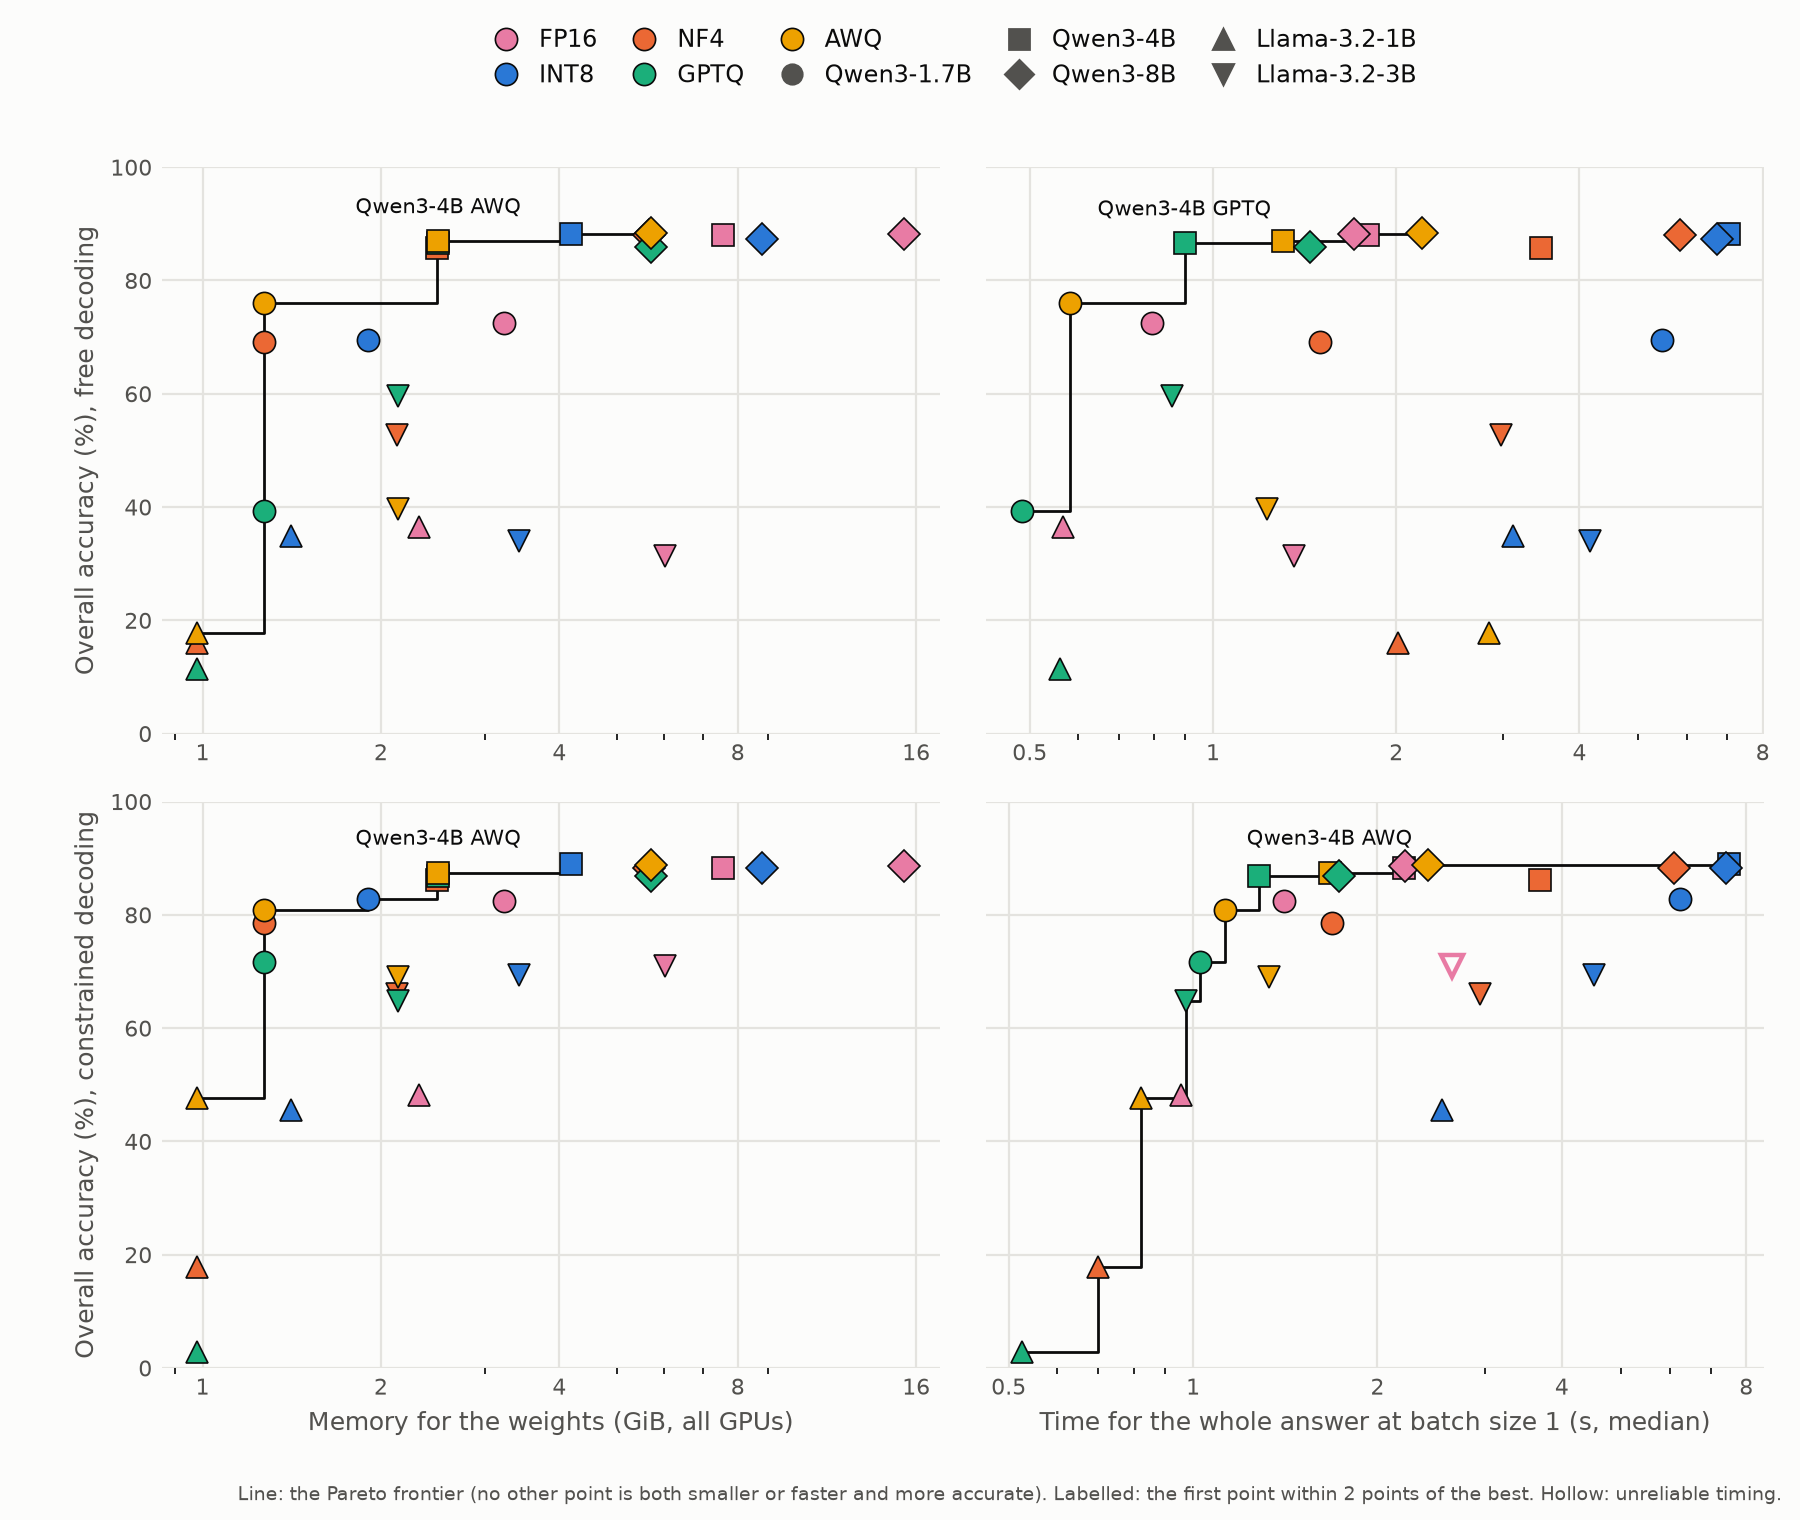 FP16 NF4 AWQ Qwen3-4B Llama-3.2-1B
INT8 GPTQ Qwen3-1.7B Qwen3-8B Llama-3.2-3B
Overall accuracy (%), free decoding
100
80
60
40
20
0
Qwen3-4B AWQ
1 2 4 8 16
Qwen3-4B GPTQ
0.5 1 2 4 8
Overall accuracy (%), constrained decoding
100
80
60
40
20
0
Qwen3-4B AWQ
1 2 4 8 16
Memory for the weights (GiB, all GPUs)
Qwen3-4B AWQ
0.5 1 2 4 8
Time for the whole answer at batch size 1 (s, median)
Line: the Pareto frontier (no other point is both smaller or faster and more accurate). Labelled: the first point within 2 points of the best. Hollow: unreliable timing.